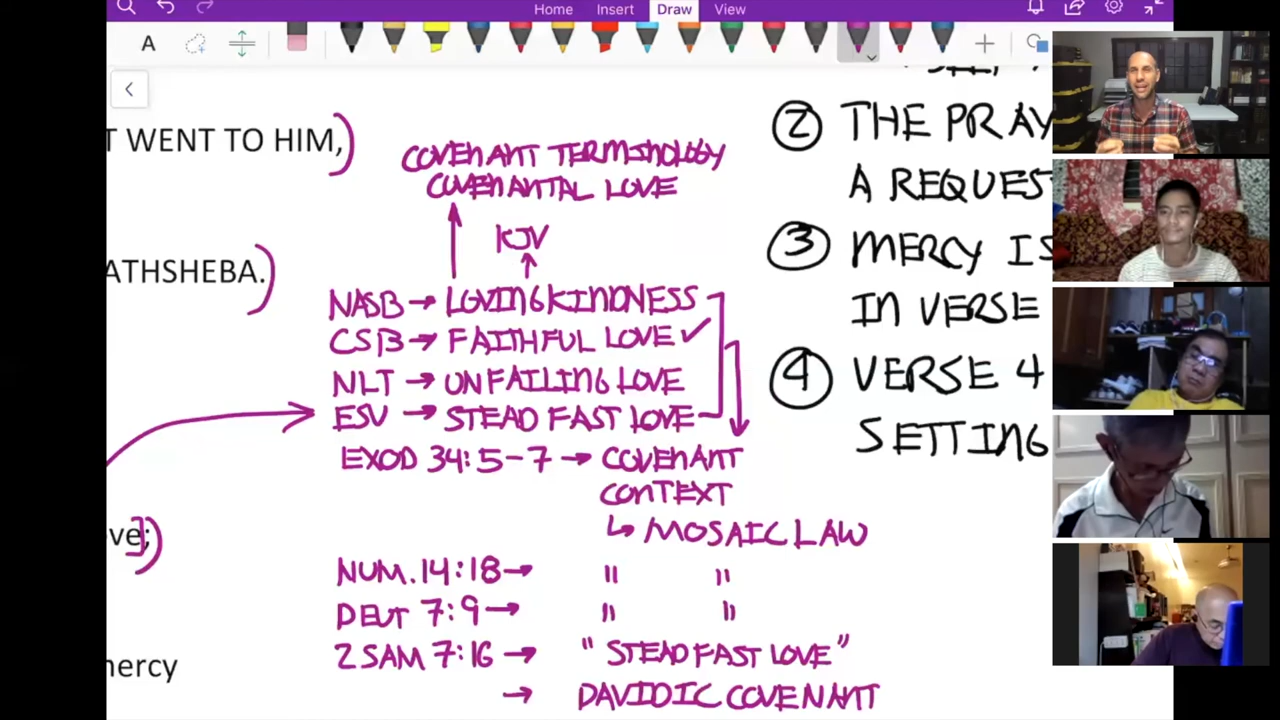 Home Insert Draw View
A
T WENT TO HIM,)
COVENANT TERMINOLOGY
COVENANTAL LOVE
KJV
ATHSHEBA.)
NASB → LOVINGKINDNESS
CSB → FAITHFUL LOVE ✓
NLT → UNFAILING LOVE
ESV → STEADFAST LOVE
EXOD 34:5-7 → COVENANT
CONTEXT
↳ MOSAIC LAW
ve];)
NUM. 14:18 → " "
DEUT 7:9 → " "
2 SAM 7:16 → "STEADFAST LOVE"
→ DAVIDIC COVENANT
mercy
② THE PRAY
A REQUES
③ MERCY IS
IN VERSE
④ VERSE 4
SETTING